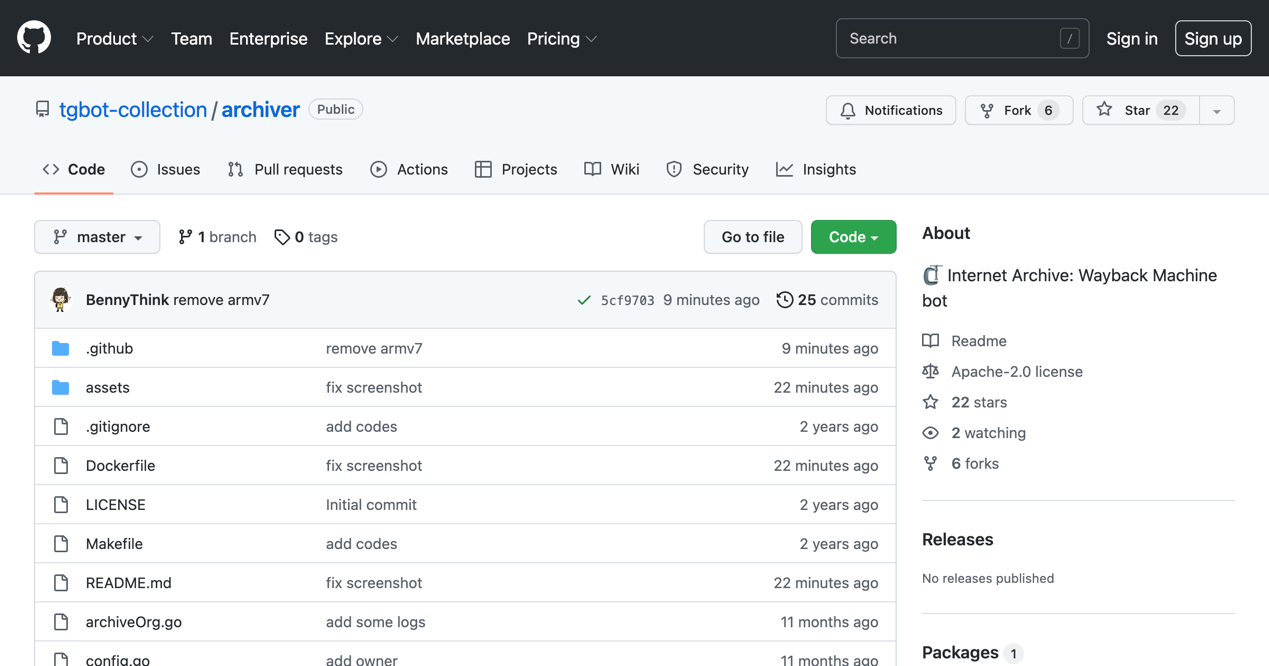 Product Team Enterprise Explore Marketplace Pricing Search / Sign in Sign up
tgbot-collection / archiver Public Notifications Fork 6 Star 22
Code Issues Pull requests Actions Projects Wiki Security Insights
master 1 branch 0 tags Go to file Code
BennyThink remove armv7 5cf9703 9 minutes ago 25 commits
.github remove armv7 9 minutes ago
assets fix screenshot 22 minutes ago
.gitignore add codes 2 years ago
Dockerfile fix screenshot 22 minutes ago
LICENSE Initial commit 2 years ago
Makefile add codes 2 years ago
README.md fix screenshot 22 minutes ago
archiveOrg.go add some logs 11 months ago
config.go add owner 11 months ago
About
Internet Archive: Wayback Machine
bot
Readme
Apache-2.0 license
22 stars
2 watching
6 forks
Releases
No releases published
Packages 1